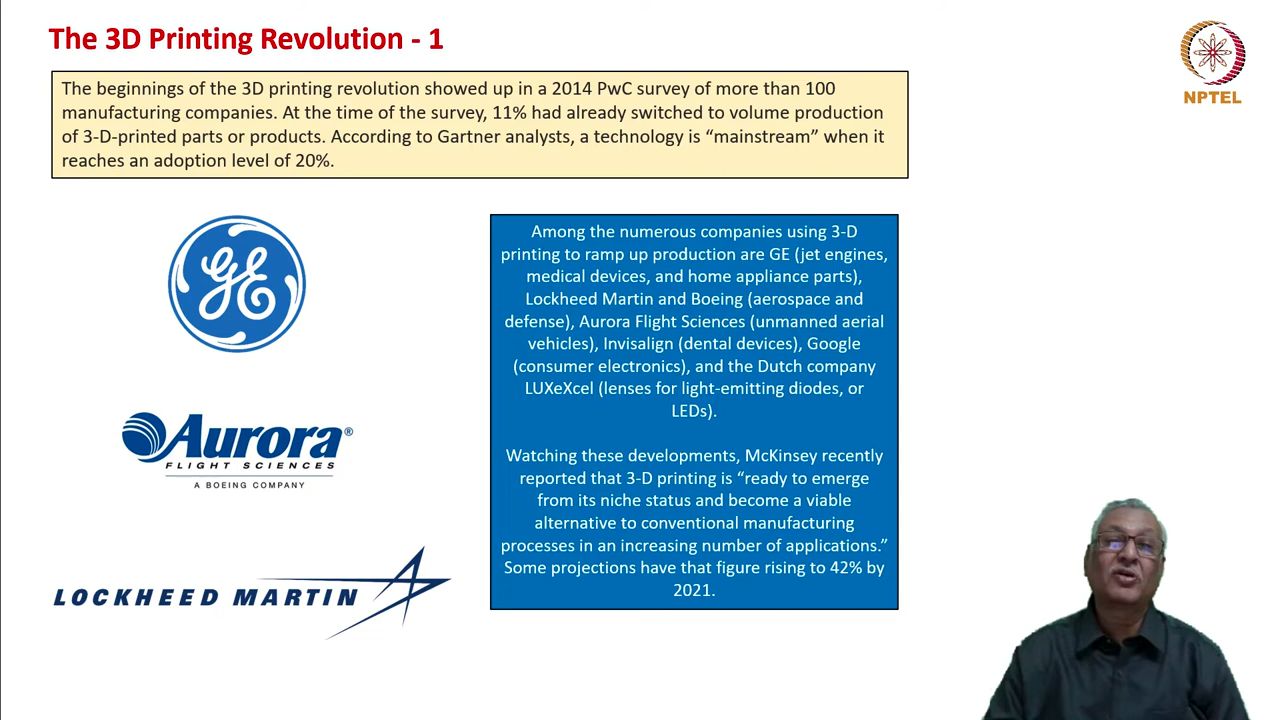 The 3D Printing Revolution - 1
NPTEL
The beginnings of the 3D printing revolution showed up in a 2014 PwC survey of more than 100
manufacturing companies. At the time of the survey, 11% had already switched to volume production
of 3-D-printed parts or products. According to Gartner analysts, a technology is “mainstream” when it
reaches an adoption level of 20%.
GE
Aurora®
FLIGHT SCIENCES
A BOEING COMPANY
LOCKHEED MARTIN
Among the numerous companies using 3-D
printing to ramp up production are GE (jet engines,
medical devices, and home appliance parts),
Lockheed Martin and Boeing (aerospace and
defense), Aurora Flight Sciences (unmanned aerial
vehicles), Invisalign (dental devices), Google
(consumer electronics), and the Dutch company
LUXeXcel (lenses for light-emitting diodes, or
LEDs).
Watching these developments, McKinsey recently
reported that 3-D printing is “ready to emerge
from its niche status and become a viable
alternative to conventional manufacturing
processes in an increasing number of applications.”
Some projections have that figure rising to 42% by
2021.